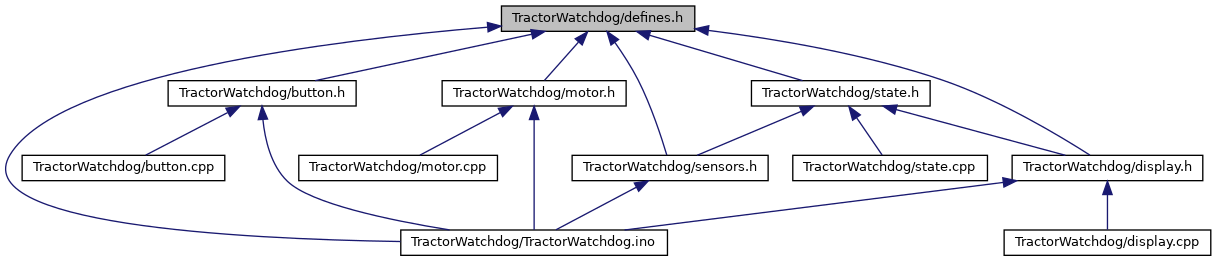 TractorWatchdog/defines.h
TractorWatchdog/button.h
TractorWatchdog/motor.h
TractorWatchdog/state.h
TractorWatchdog/button.cpp
TractorWatchdog/motor.cpp
TractorWatchdog/sensors.h
TractorWatchdog/state.cpp
TractorWatchdog/display.h
TractorWatchdog/TractorWatchdog.ino
TractorWatchdog/display.cpp